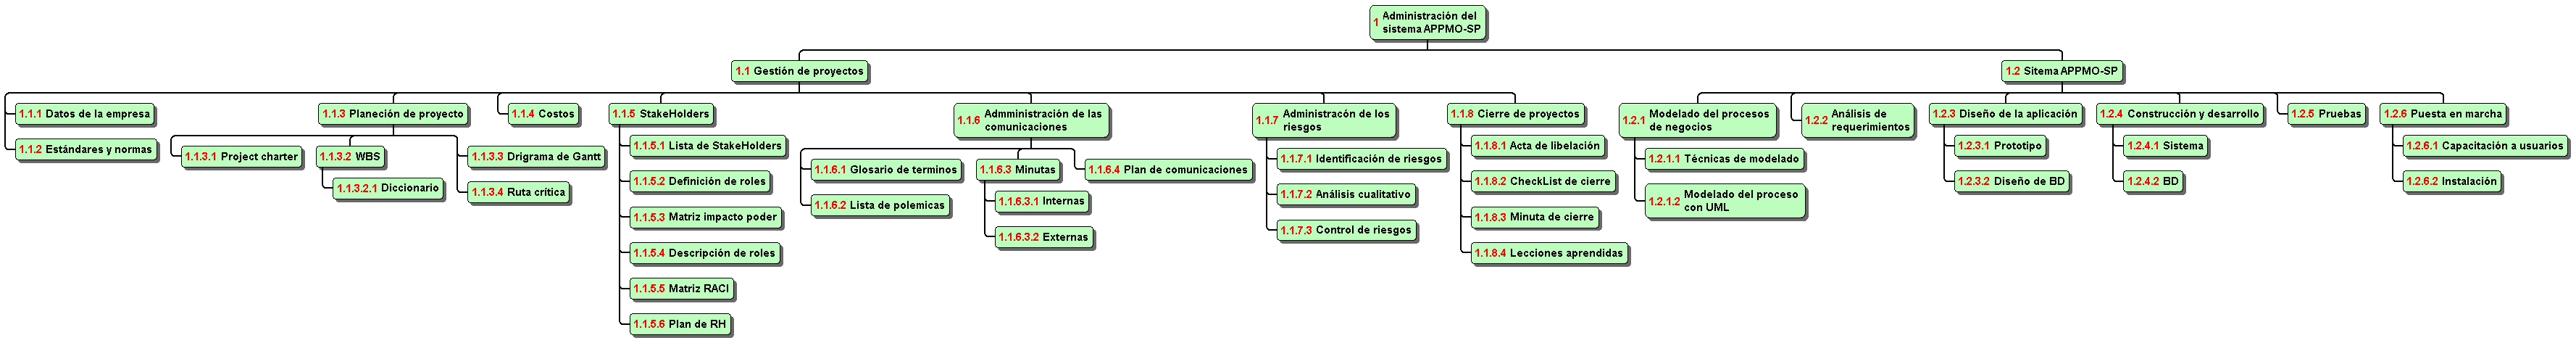 1 Administración del
sistema APPMO-SP
1.1 Gestión de proyectos
1.2 Sitema APPMO-SP
1.1.1 Datos de la empresa
1.1.2 Estándares y normas
1.1.3 Planeción de proyecto
1.1.3.1 Project charter
1.1.3.2 WBS
1.1.3.2.1 Diccionario
1.1.3.3 Drigrama de Gantt
1.1.3.4 Ruta crítica
1.1.4 Costos
1.1.5 StakeHolders
1.1.5.1 Lista de StakeHolders
1.1.5.2 Definición de roles
1.1.5.3 Matriz impacto poder
1.1.5.4 Descripción de roles
1.1.5.5 Matriz RACI
1.1.5.6 Plan de RH
1.1.6 Admministración de las
comunicaciones
1.1.6.1 Glosario de terminos
1.1.6.2 Lista de polemicas
1.1.6.3 Minutas
1.1.6.3.1 Internas
1.1.6.3.2 Externas
1.1.6.4 Plan de comunicaciones
1.1.7 Administracón de los
riesgos
1.1.7.1 Identificación de riesgos
1.1.7.2 Análisis cualitativo
1.1.7.3 Control de riesgos
1.1.8 Cierre de proyectos
1.1.8.1 Acta de libelación
1.1.8.2 CheckList de cierre
1.1.8.3 Minuta de cierre
1.1.8.4 Lecciones aprendidas
1.2.1 Modelado del procesos
de negocios
1.2.1.1 Técnicas de modelado
1.2.1.2 Modelado del proceso
con UML
1.2.2 Análisis de
requerimientos
1.2.3 Diseño de la aplicación
1.2.3.1 Prototipo
1.2.3.2 Diseño de BD
1.2.4 Construcción y desarrollo
1.2.4.1 Sistema
1.2.4.2 BD
1.2.5 Pruebas
1.2.6 Puesta en marcha
1.2.6.1 Capacitación a usuarios
1.2.6.2 Instalación